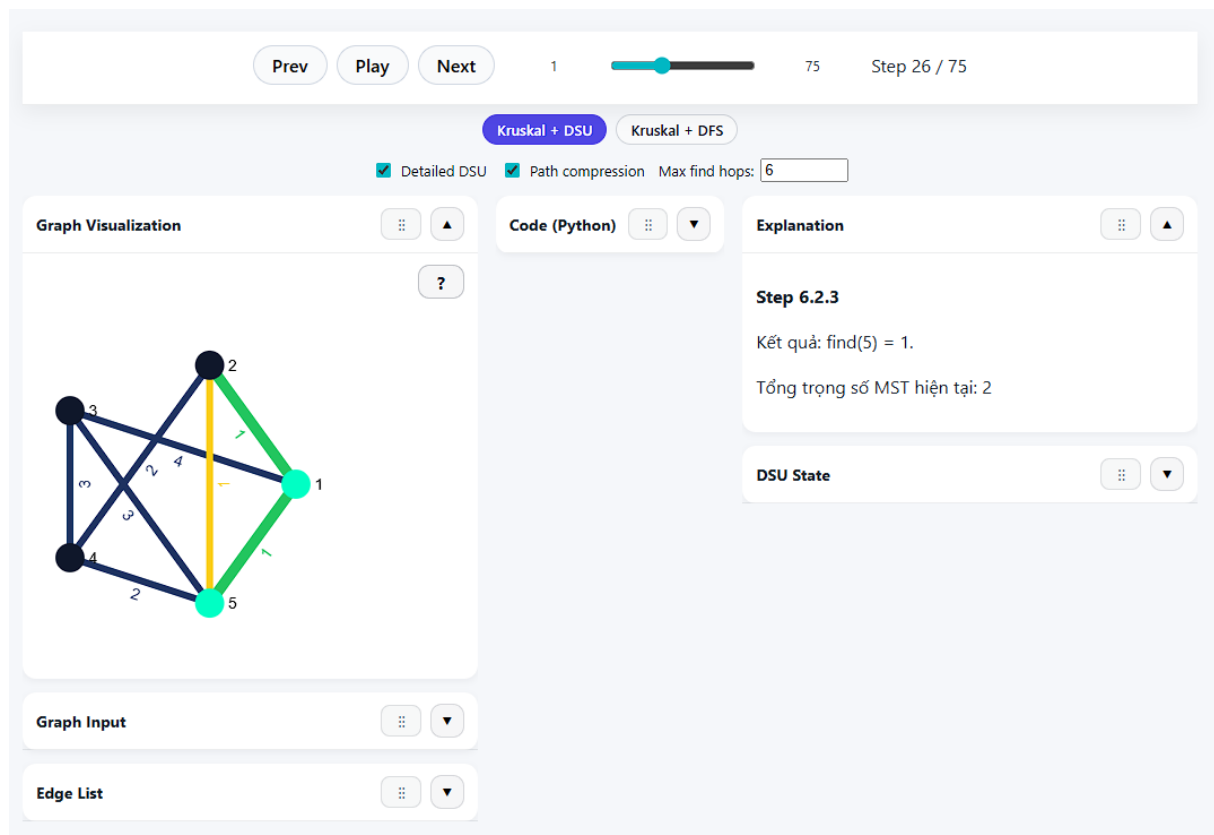 Prev Play Next 1 75 Step 26 / 75
Kruskal + DSU Kruskal + DFS
Detailed DSU Path compression Max find hops: 6
Graph Visualization
?
2
3
1
4
5
1
2
4
1
3
3
1
2
Graph Input
Edge List
Code (Python)
Explanation
Step 6.2.3
Kết quả: find(5) = 1.
Tổng trọng số MST hiện tại: 2
DSU State